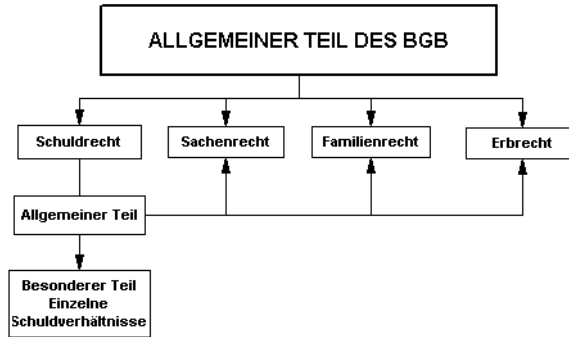 ALLGEMEINER TEIL DES BGB
Schuldrecht
Sachenrecht
Familienrecht
Erbrecht
Allgemeiner Teil
Besonderer Teil
Einzelne
Schuldverhältnisse